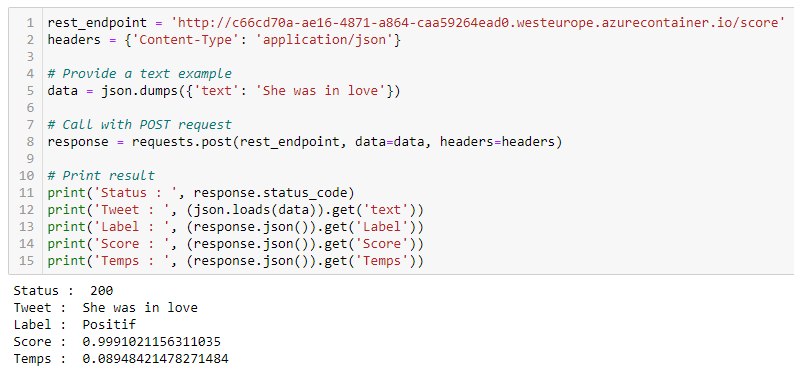 1 rest_endpoint = 'http://c66cd70a-ae16-4871-a864-caa59264ead0.westeurope.azurecontainer.io/score'
2 headers = {'Content-Type': 'application/json'}
3
4 # Provide a text example
5 data = json.dumps({'text': 'She was in love'})
6
7 # Call with POST request
8 response = requests.post(rest_endpoint, data=data, headers=headers)
9
10 # Print result
11 print('Status : ', response.status_code)
12 print('Tweet : ', (json.loads(data)).get('text'))
13 print('Label : ', (response.json()).get('Label'))
14 print('Score : ', (response.json()).get('Score'))
15 print('Temps : ', (response.json()).get('Temps'))
Status :  200
Tweet :  She was in love
Label :  Positif
Score :  0.9991021156311035
Temps :  0.08948421478271484